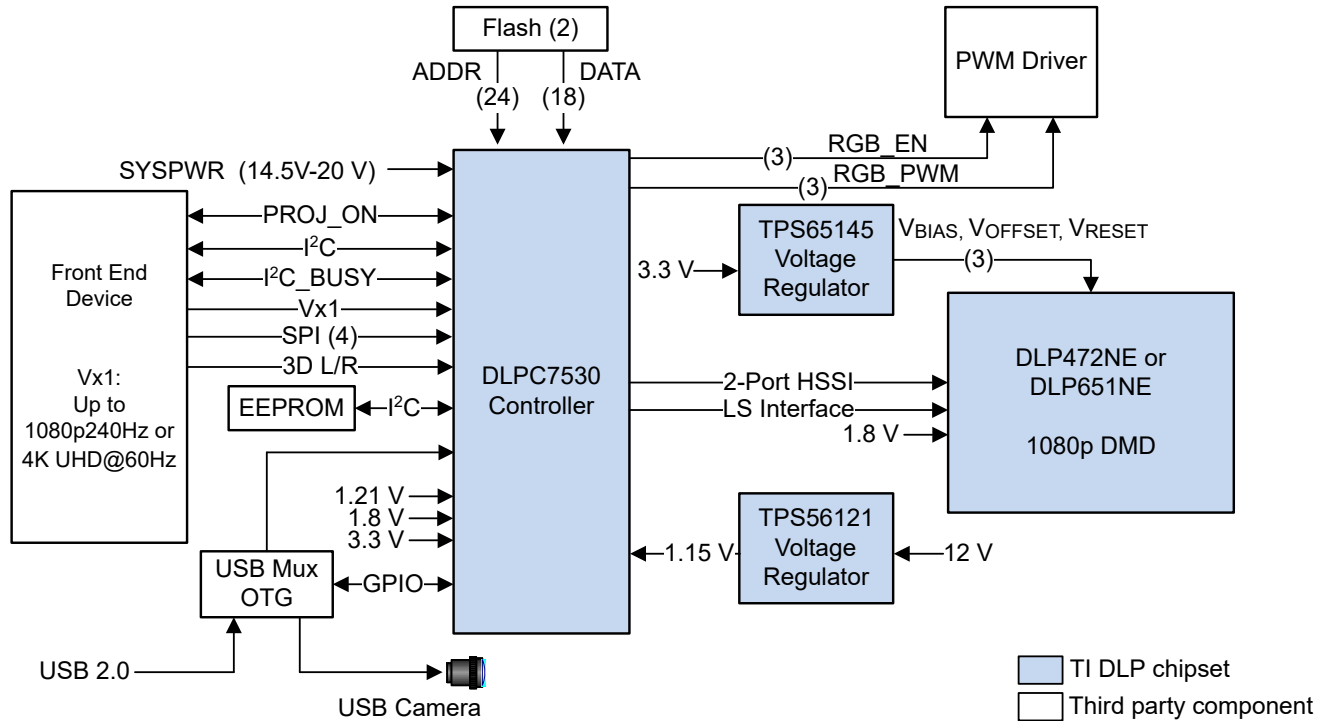 Flash (2)
ADDR
DATA
(24)
(18)
PWM Driver
RGB_EN
(3)
RGB_PWM
(3)
SYSPWR (14.5V-20 V)
PROJ_ON
I²C
I²C_BUSY
Vx1
SPI (4)
3D L/R
Front End
Device
Vx1:
Up to
1080p240Hz or
4K UHD@60Hz
EEPROM
I²C
DLPC7530
Controller
TPS65145
Voltage
Regulator
3.3 V
VBIAS, VOFFSET, VRESET
(3)
DLP472NE or
DLP651NE
1080p DMD
2-Port HSSI
LS Interface
1.8 V
1.21 V
1.8 V
3.3 V
TPS56121
Voltage
Regulator
1.15 V
12 V
USB Mux
OTG
GPIO
USB 2.0
USB Camera
TI DLP chipset
Third party component